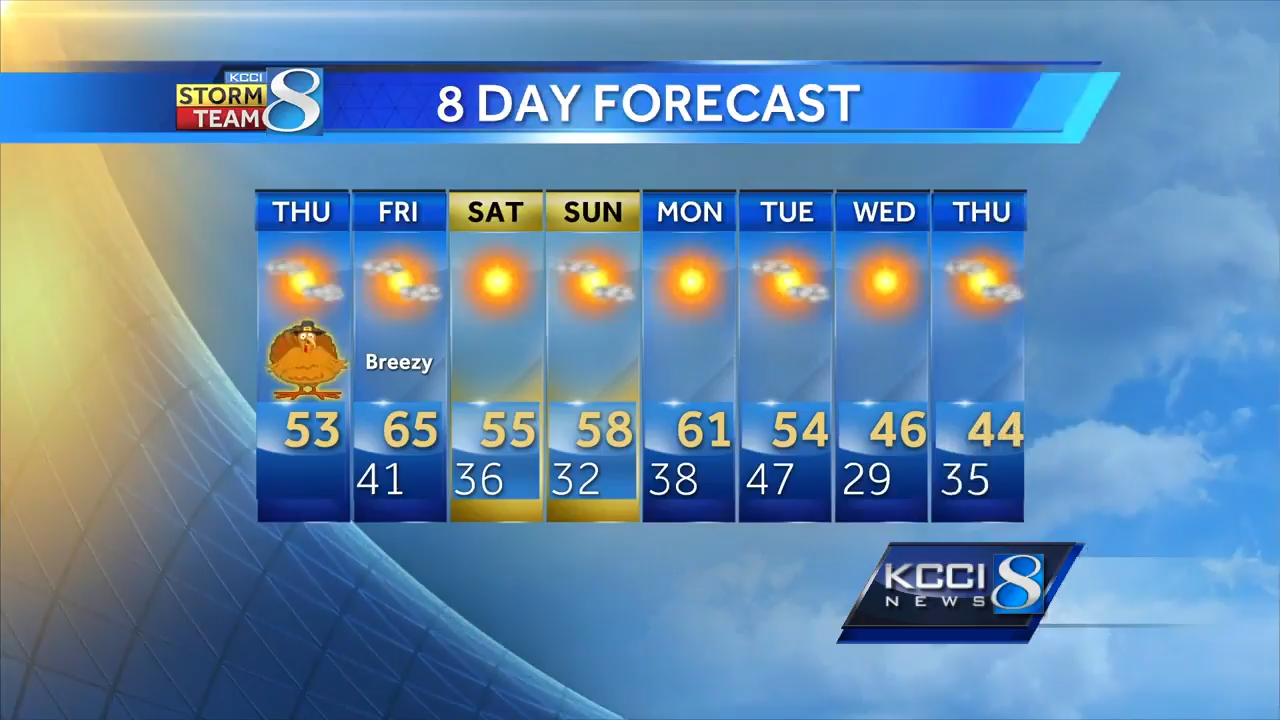 KCCI
STORM
TEAM
8
8 DAY FORECAST
THU FRI SAT SUN MON TUE WED THU
Breezy
53 65 55 58 61 54 46 44
41 36 32 38 47 29 35
KCCI 8
NEWS